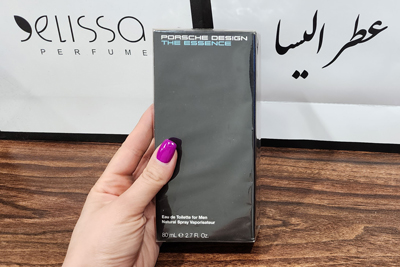 elissa
PERFUME
عطر اليسا
PORSCHE DESIGN
THE ESSENCE
Eau de Toilette for Men
Natural Spray Vaporisateur
80 mL e 2.7 Fl. Oz